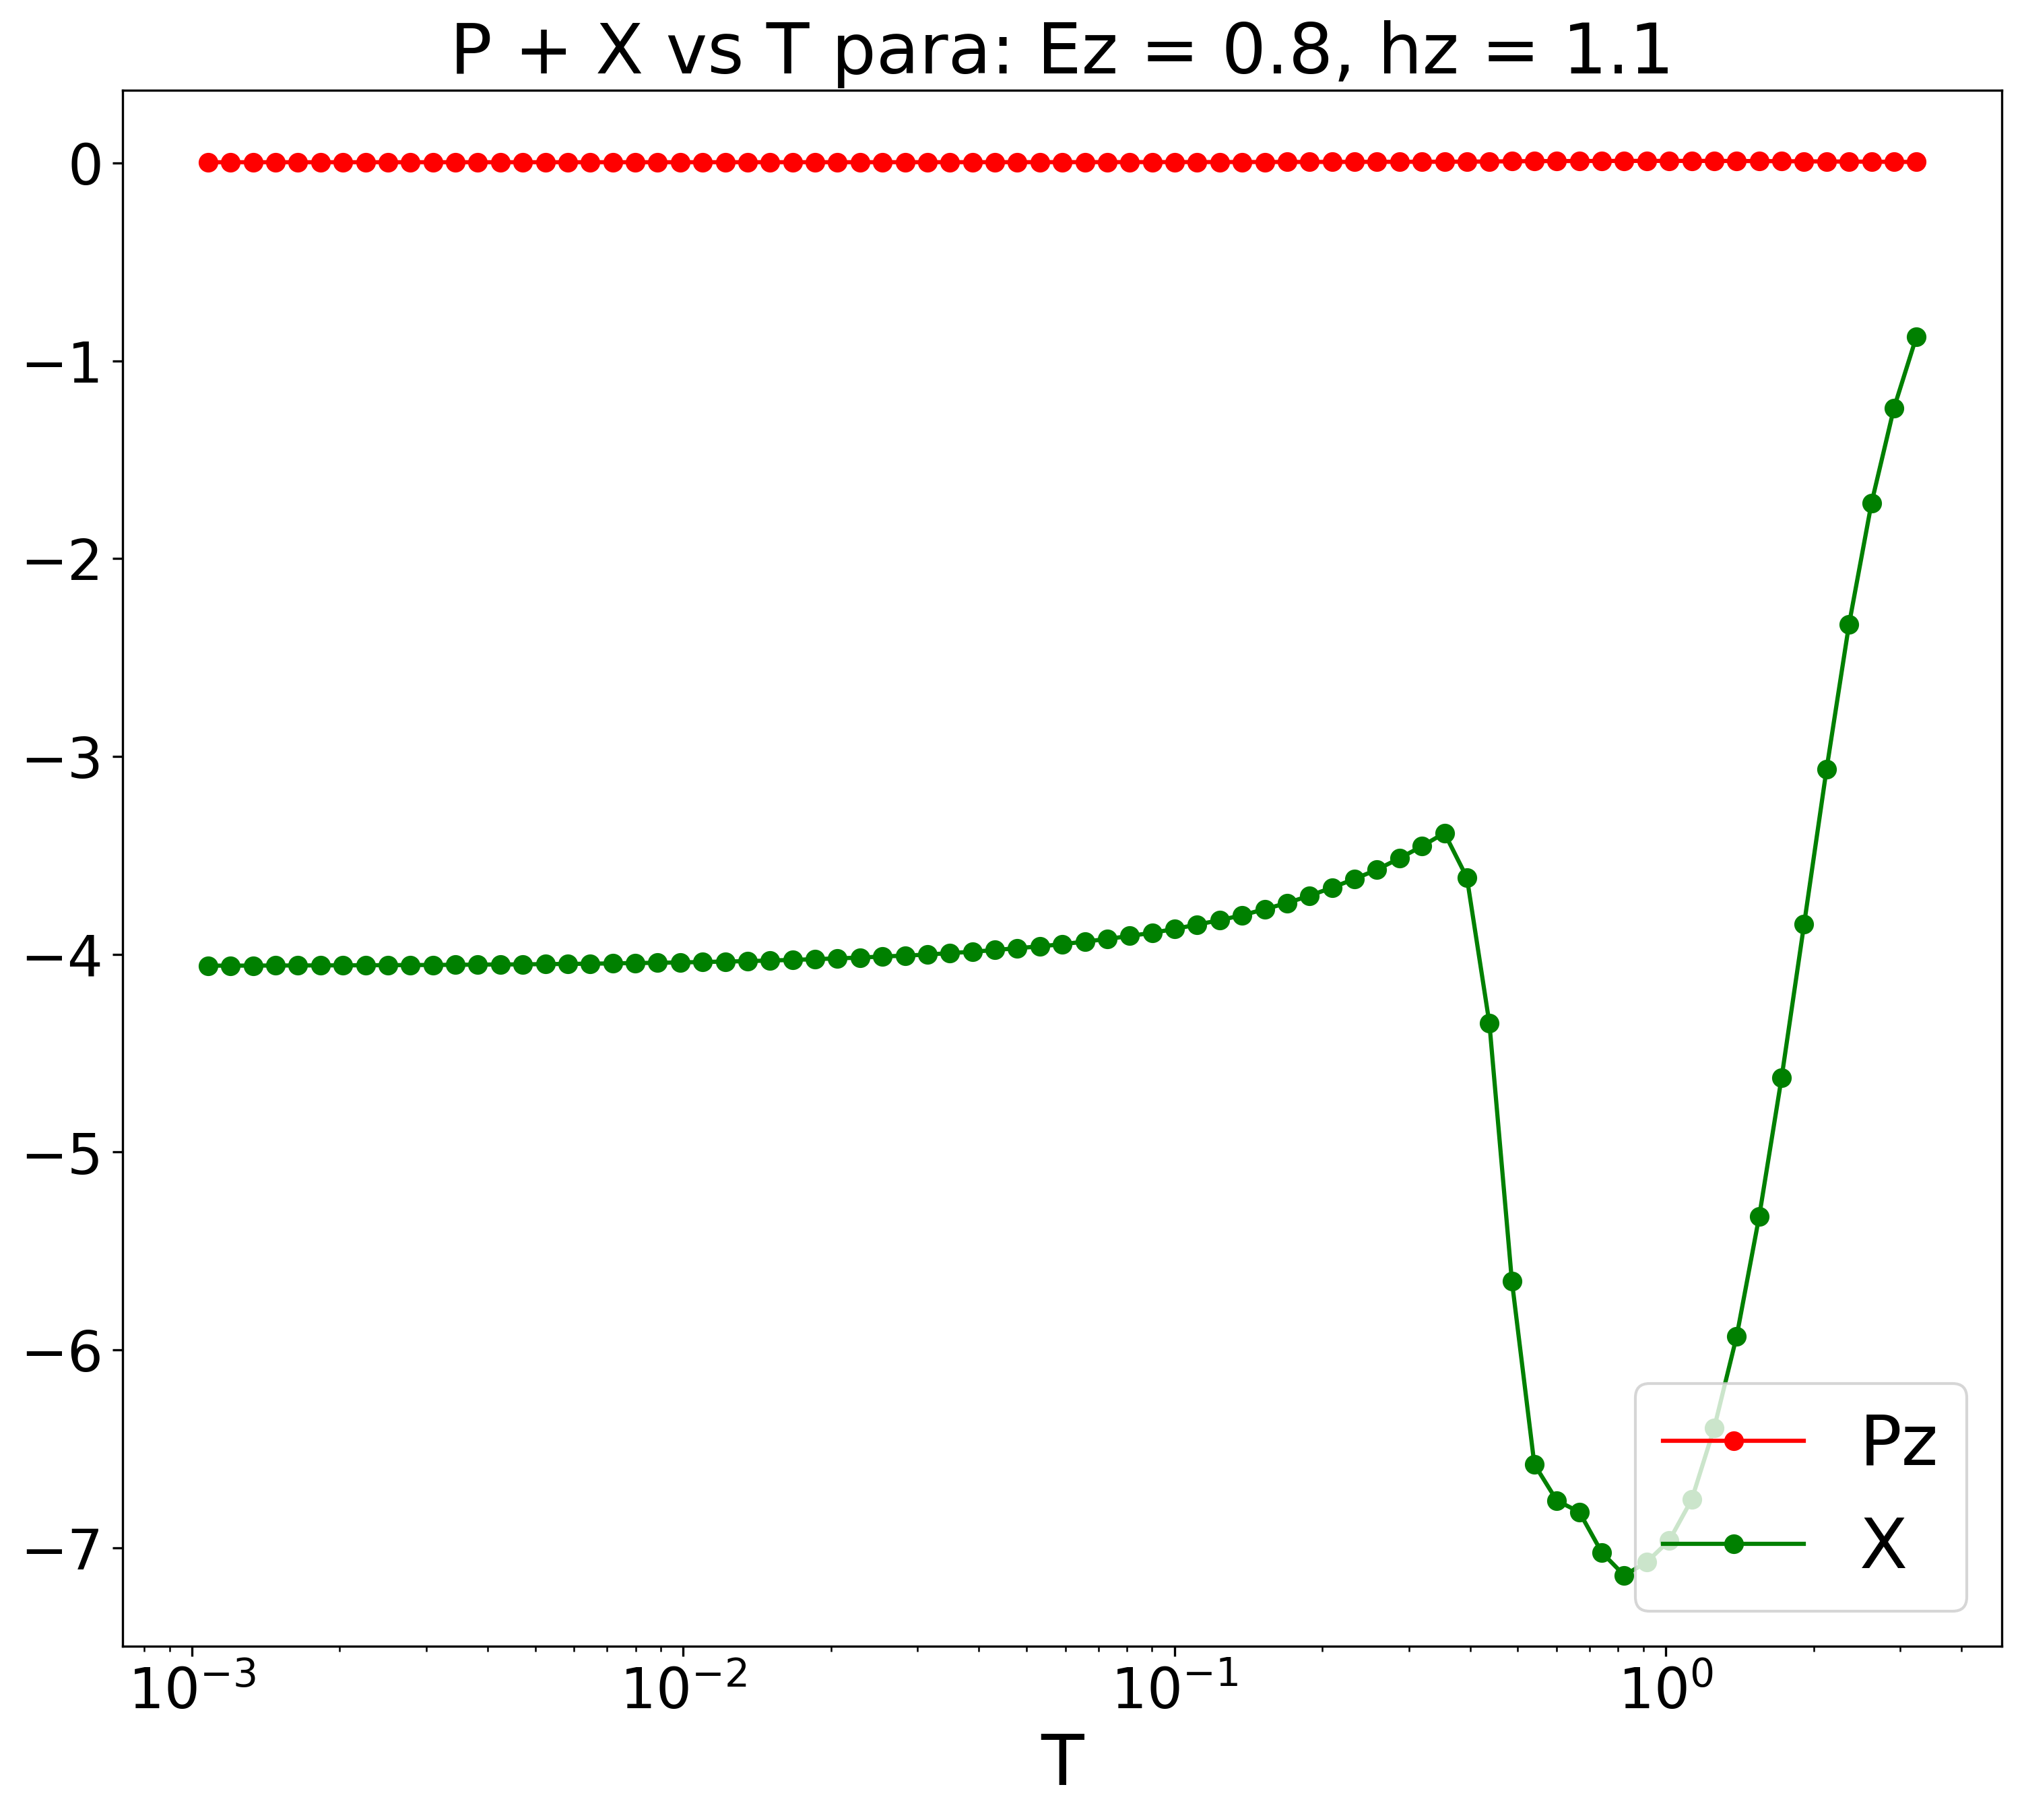 P + X vs T para: Ez = 0.8, hz = 1.1
0
−1
−2
−3
−4
−5
−6
−7
Pz
X
10⁻³ 10⁻² 10⁻¹ 10⁰
T